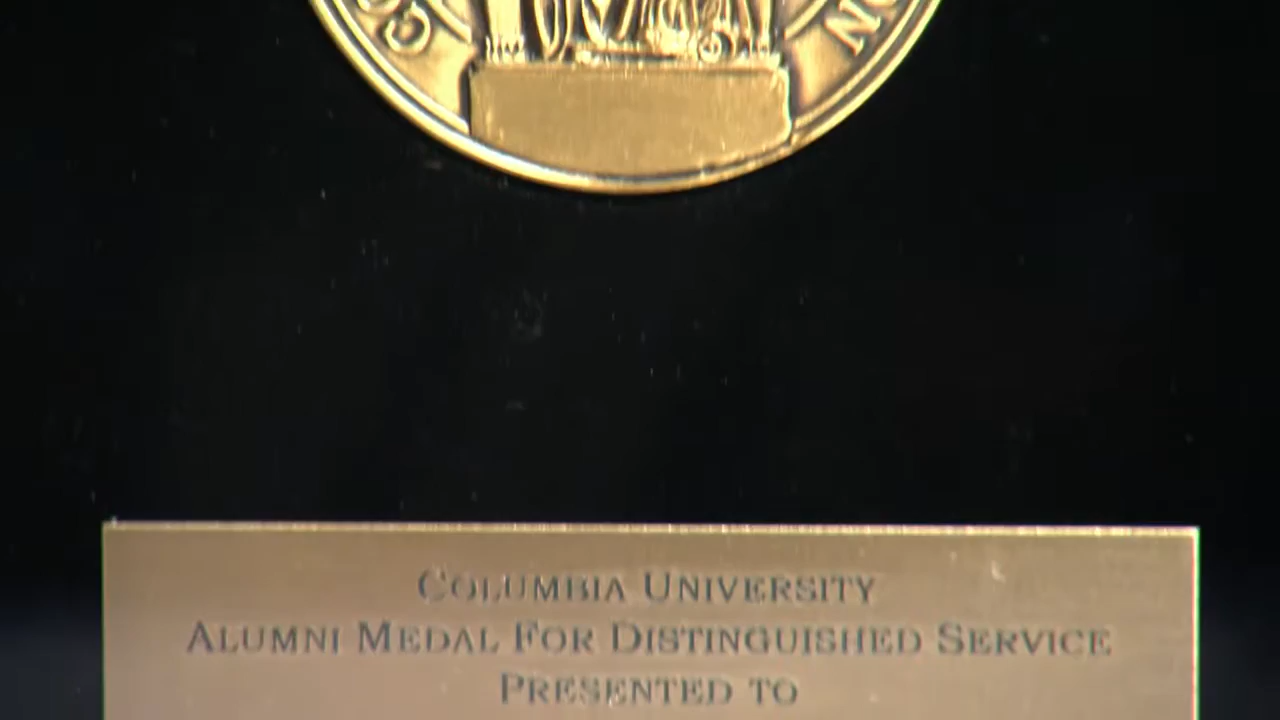 COLUMBIA UNIVERSITY
ALUMNI MEDAL FOR DISTINGUISHED SERVICE
PRESENTED TO